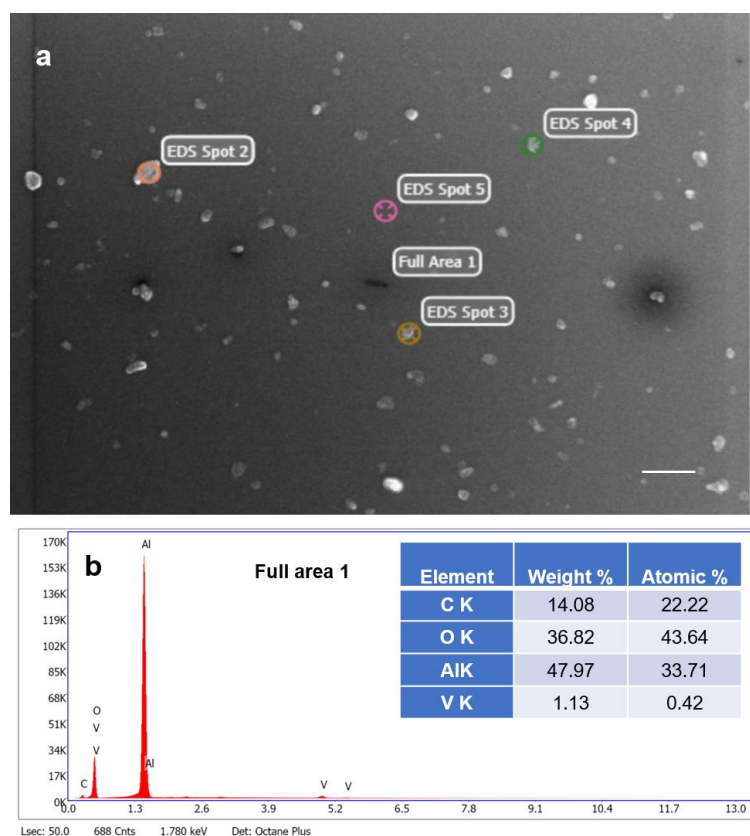 a
EDS Spot 4
EDS Spot 2
EDS Spot 5
Full Area 1
EDS Spot 3
b
Full area 1
170K
153K
136K
119K
102K
85K
68K
51K
34K
17K
0K
Al
O
V
V
Al
C
V
V
0.0 1.3 2.6 3.9 5.2 6.5 7.8 9.1 10.4 11.7 13.0
Element Weight % Atomic %
C K 14.08 22.22
O K 36.82 43.64
AlK 47.97 33.71
V K 1.13 0.42
Lsec: 50.0 688 Cnts 1.780 keV Det: Octane Plus